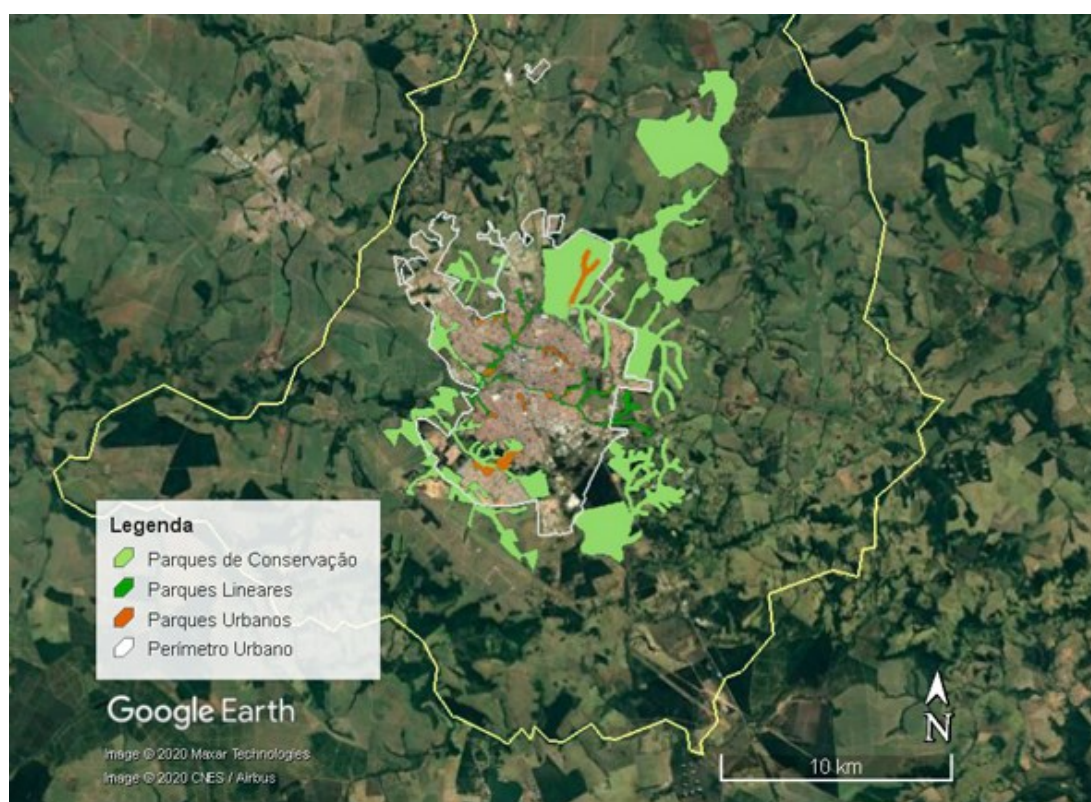 Legenda
Parques de Conservação
Parques Lineares
Parques Urbanos
Perímetro Urbano
Google Earth
Image © 2020 Maxar Technologies
Image © 2020 CNES / Airbus
N
10 km